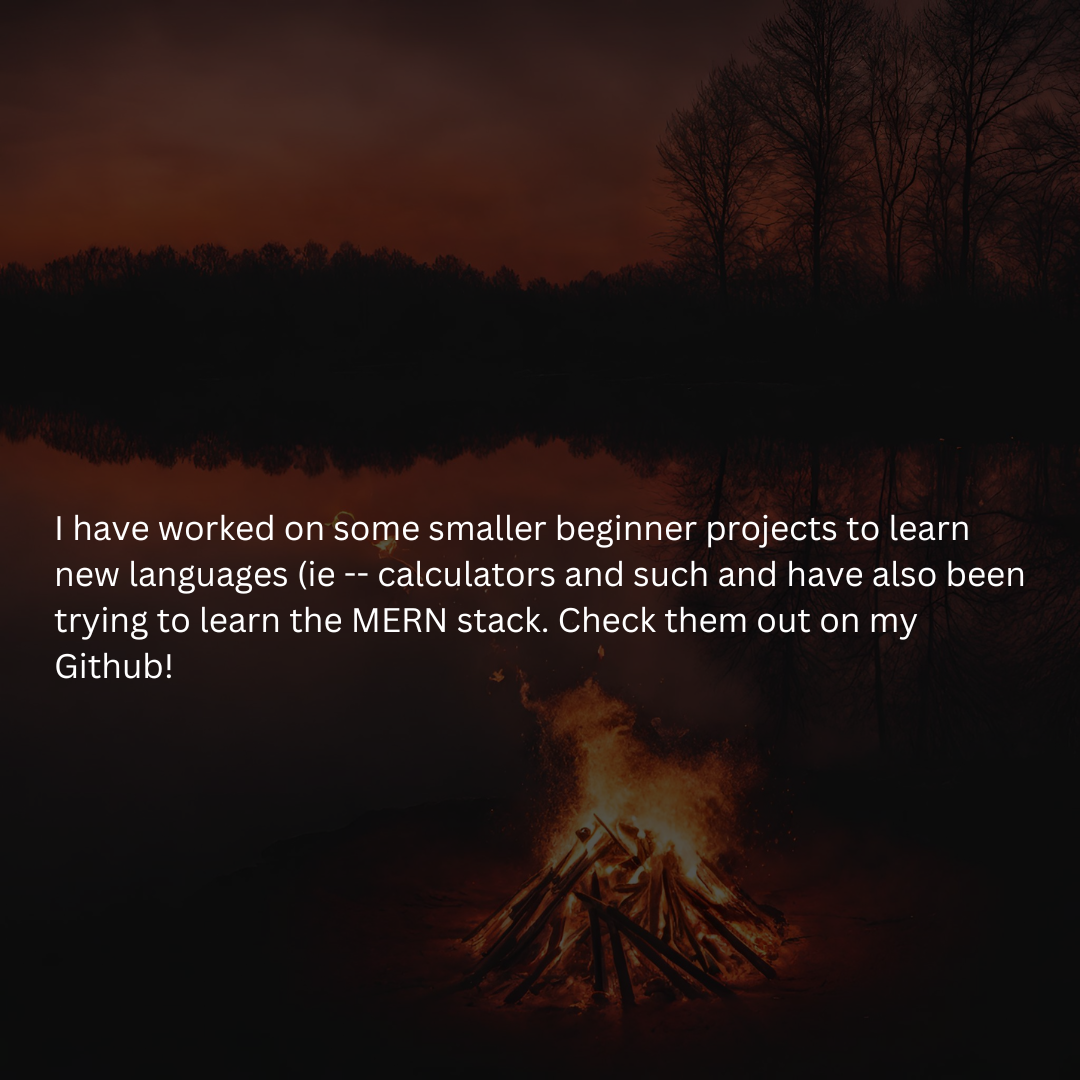 I have worked on some smaller beginner projects to learn
new languages (ie -- calculators and such and have also been
trying to learn the MERN stack. Check them out on my
Github!